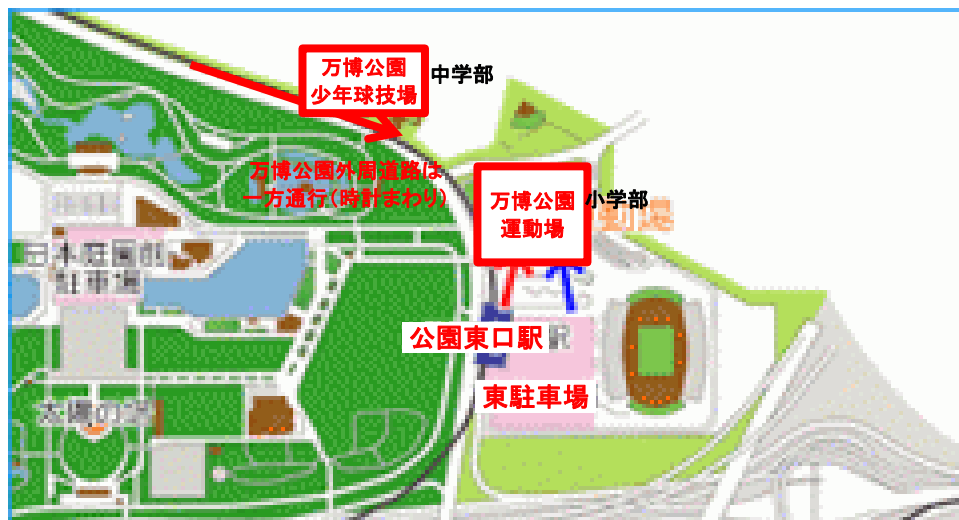 万博公園
少年球技場
中学部
万博公園外周道路は
一方通行(時計まわり)
万博公園
運動場
小学部
日本庭園前
駐車場
公園東口駅
東駐車場
太陽の塔